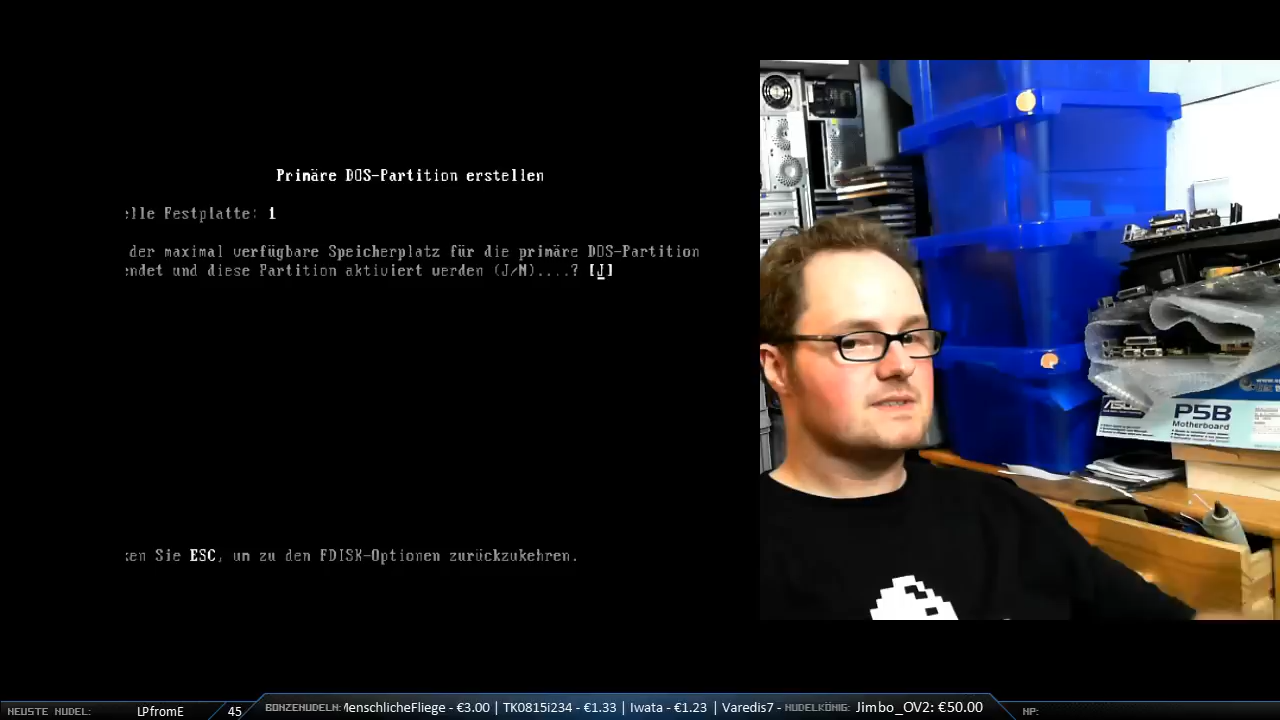 Primäre DOS-Partition erstellen
elle Festplatte: 1
der maximal verfügbare Speicherplatz für die primäre DOS-Partition
endet und diese Partition aktiviert werden (J/N)....? [J]
ken Sie ESC, um zu den FDISK-Optionen zurückzukehren.
ASUS
P5B
Motherboard
NEUSTE NUDEL: LPfromE 45 BONZENUDELN: MenschlicheFliege - €3.00 | TK0815i234 - €1.33 | Iwata - €1.23 | Varedis7 - NUDELKÖNIG: Jimbo_OV2: €50.00 HP: